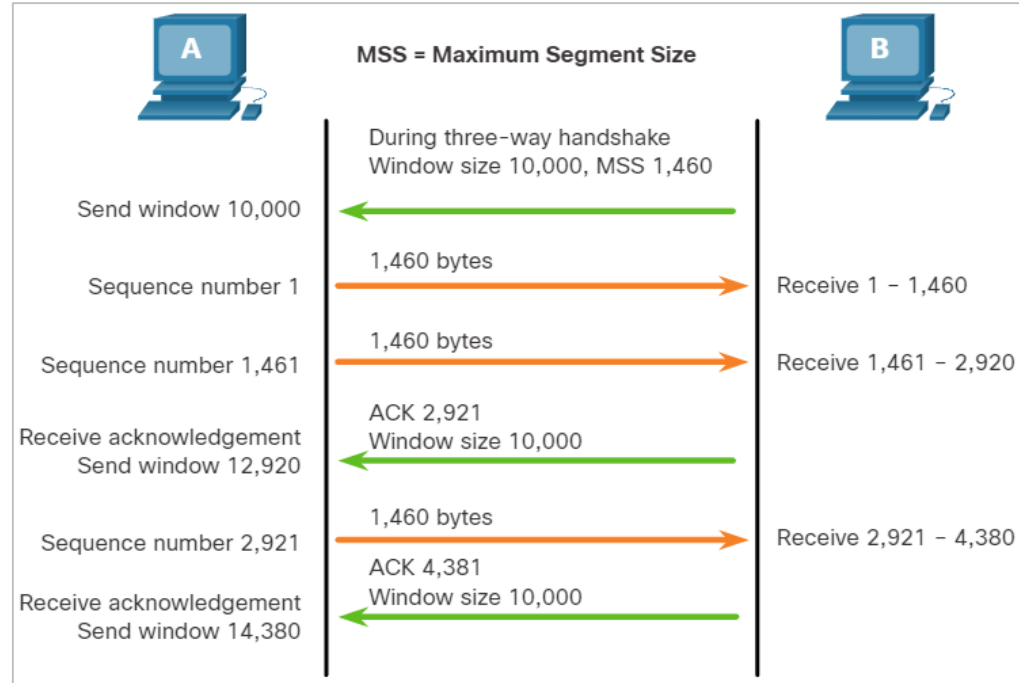 A
MSS = Maximum Segment Size
B
During three-way handshake
Window size 10,000, MSS 1,460
Send window 10,000
1,460 bytes
Sequence number 1
Receive 1 – 1,460
1,460 bytes
Sequence number 1,461
Receive 1,461 – 2,920
ACK 2,921
Window size 10,000
Receive acknowledgement
Send window 12,920
1,460 bytes
Sequence number 2,921
Receive 2,921 – 4,380
ACK 4,381
Window size 10,000
Receive acknowledgement
Send window 14,380